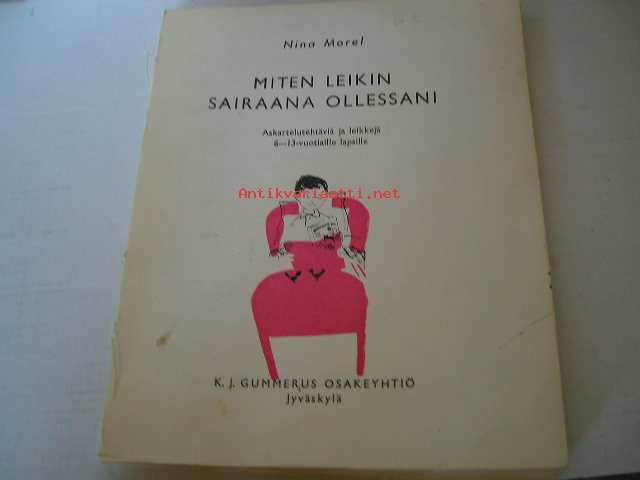 Nina Morel
MITEN LEIKIN
SAIRAANA OLLESSANI
Askartelutehtäviä ja leikkejä
6—13-vuotiaille lapsille
Antikvariaatti.net
K. J. GUMMERUS OSAKEYHTIÖ
Jyväskylä